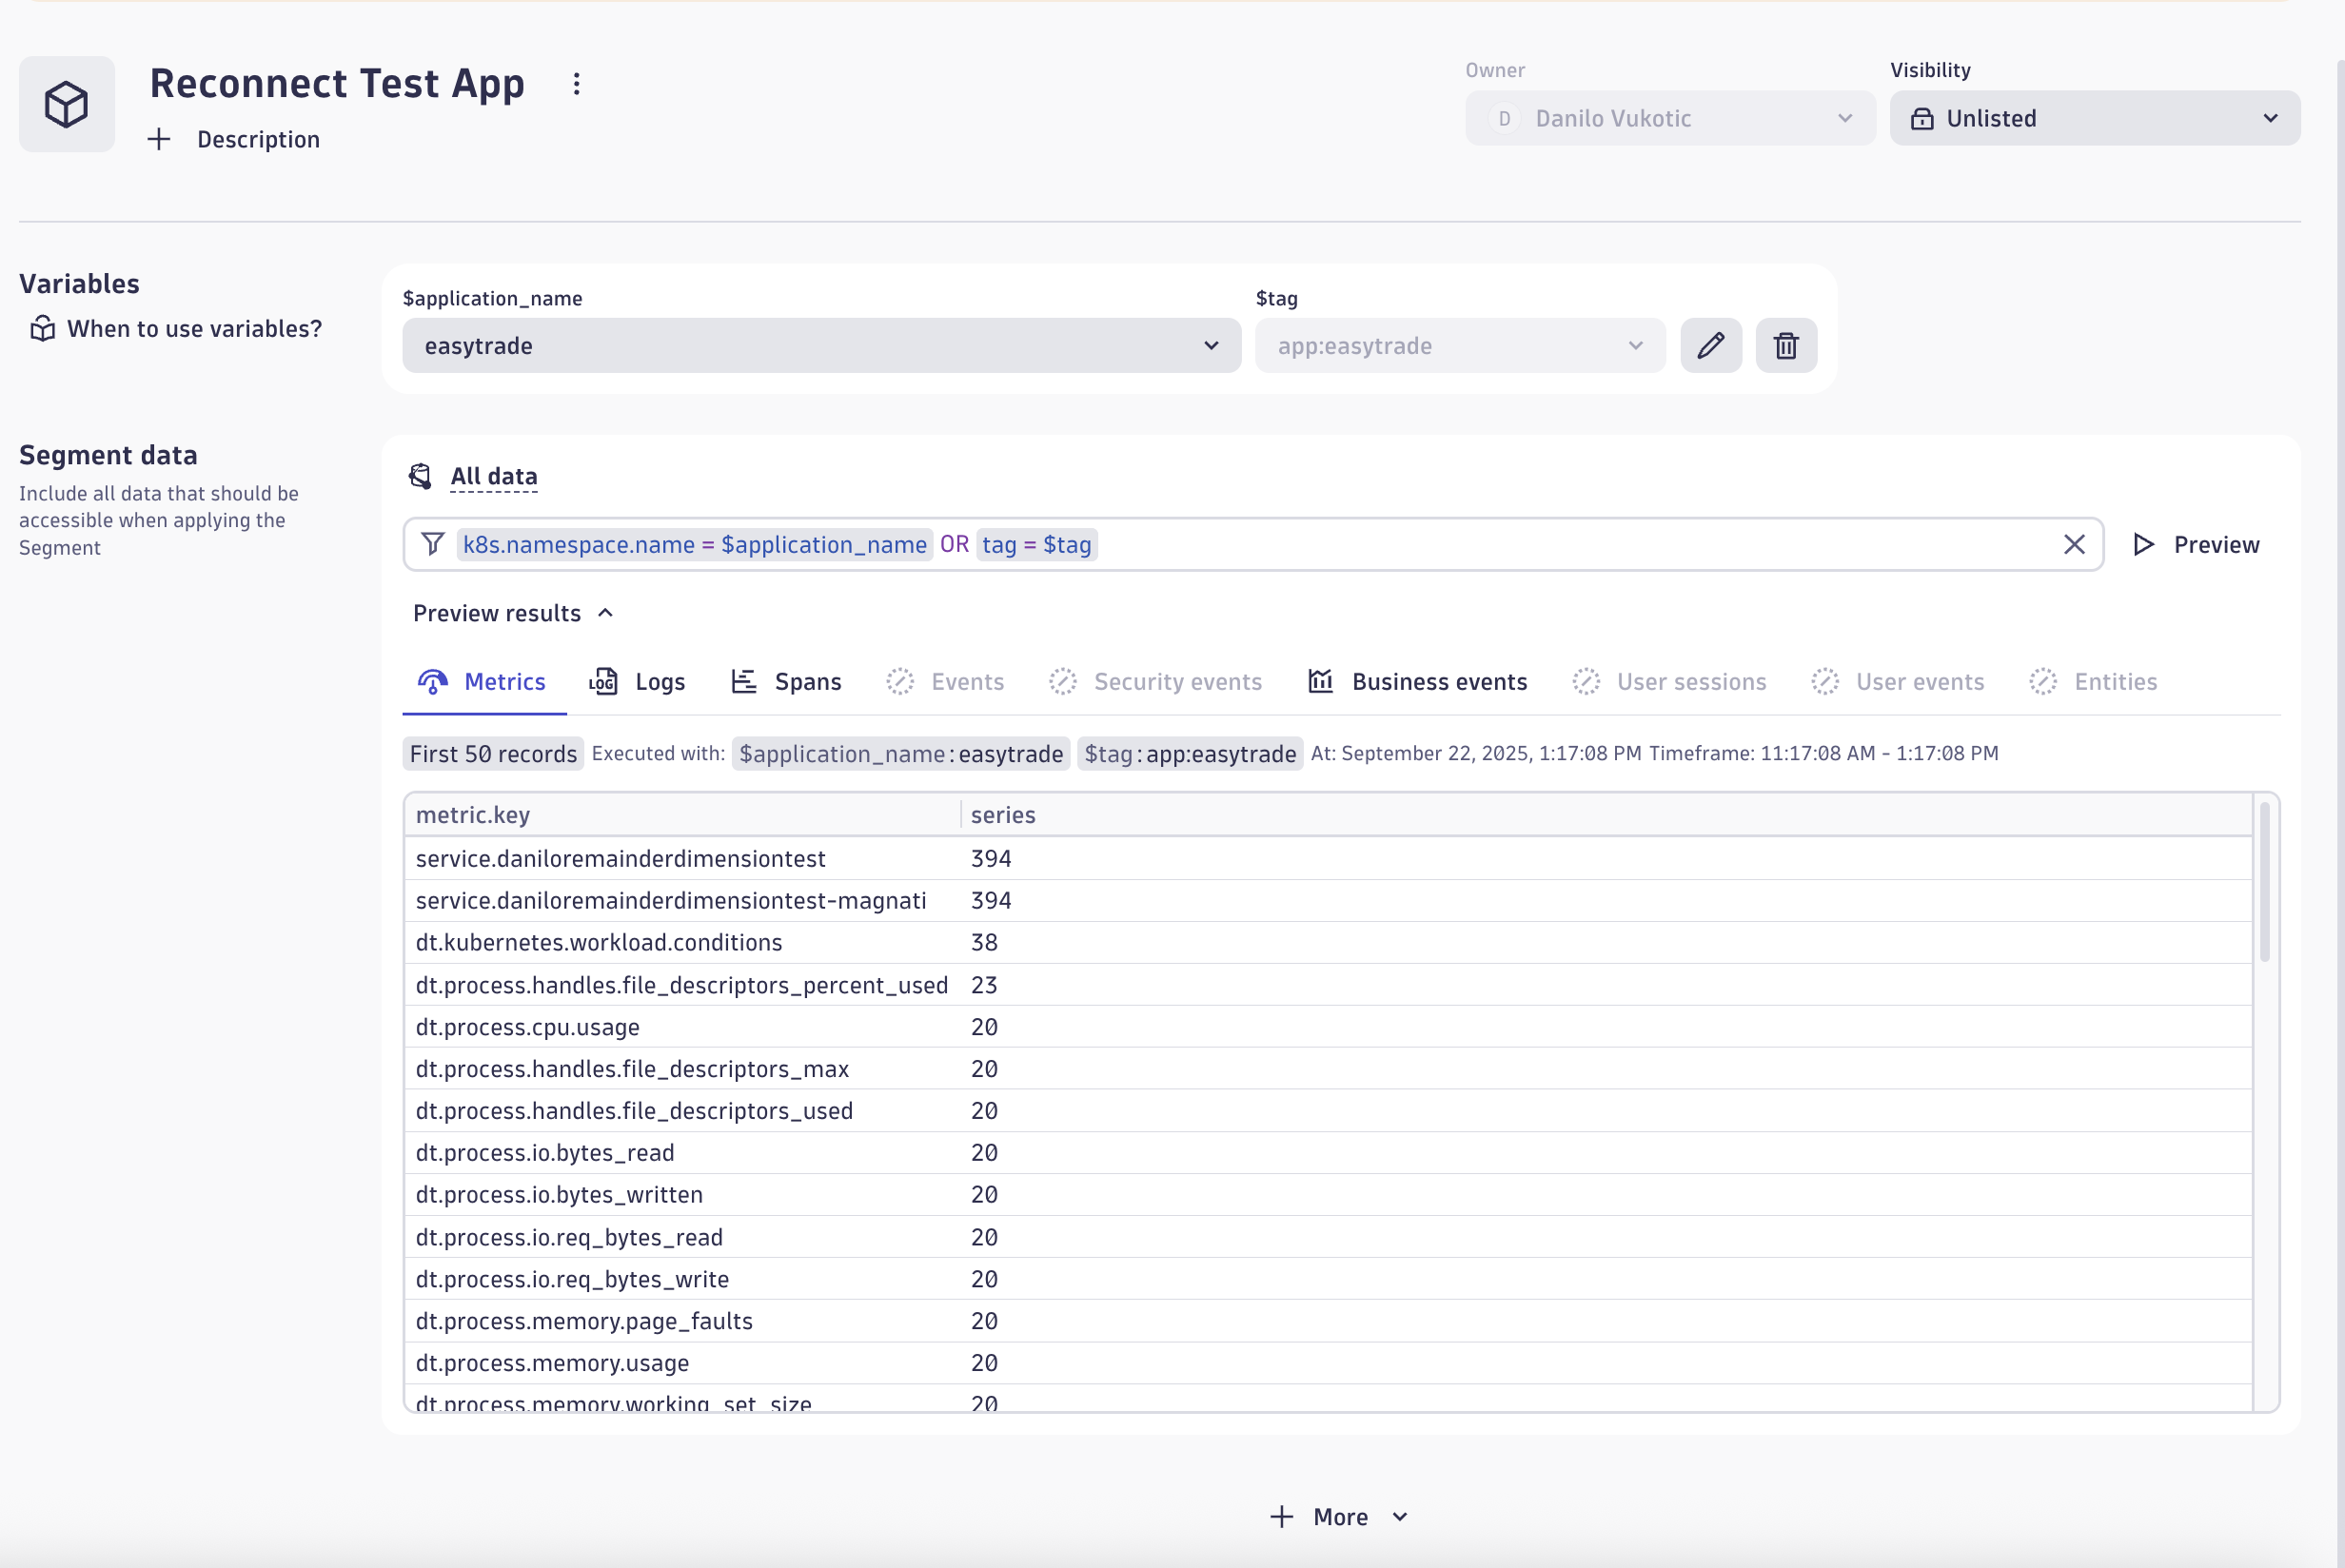 Reconnect Test App
Description
Owner
D Danilo Vukotic
Visibility
Unlisted
Variables
When to use variables?
$application_name
easytrade
$tag
app:easytrade
Segment data
Include all data that should be
accessible when applying the
Segment
All data
k8s.namespace.name = $application_name OR tag = $tag
Preview
Preview results
Metrics LOG Logs Spans Events Security events Business events User sessions User events Entities
First 50 records Executed with: $application_name:easytrade $tag:app:easytrade At: September 22, 2025, 1:17:08 PM Timeframe: 11:17:08 AM - 1:17:08 PM
metric.key series
service.daniloremainderdimensiontest 394
service.daniloremainderdimensiontest-magnati 394
dt.kubernetes.workload.conditions 38
dt.process.handles.file_descriptors_percent_used 23
dt.process.cpu.usage 20
dt.process.handles.file_descriptors_max 20
dt.process.handles.file_descriptors_used 20
dt.process.io.bytes_read 20
dt.process.io.bytes_written 20
dt.process.io.req_bytes_read 20
dt.process.io.req_bytes_write 20
dt.process.memory.page_faults 20
dt.process.memory.usage 20
dt.process.memory.working_set_size 20
More